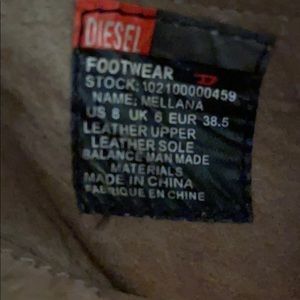 DIESEL
FOOTWEAR
STOCK: 102100000459
NAME: MELLANA
US 8 UK 6 EUR 38.5
LEATHER UPPER
LEATHER SOLE
BALANCE MAN MADE
MATERIALS
MADE IN CHINA
FABRIQUE EN CHINE